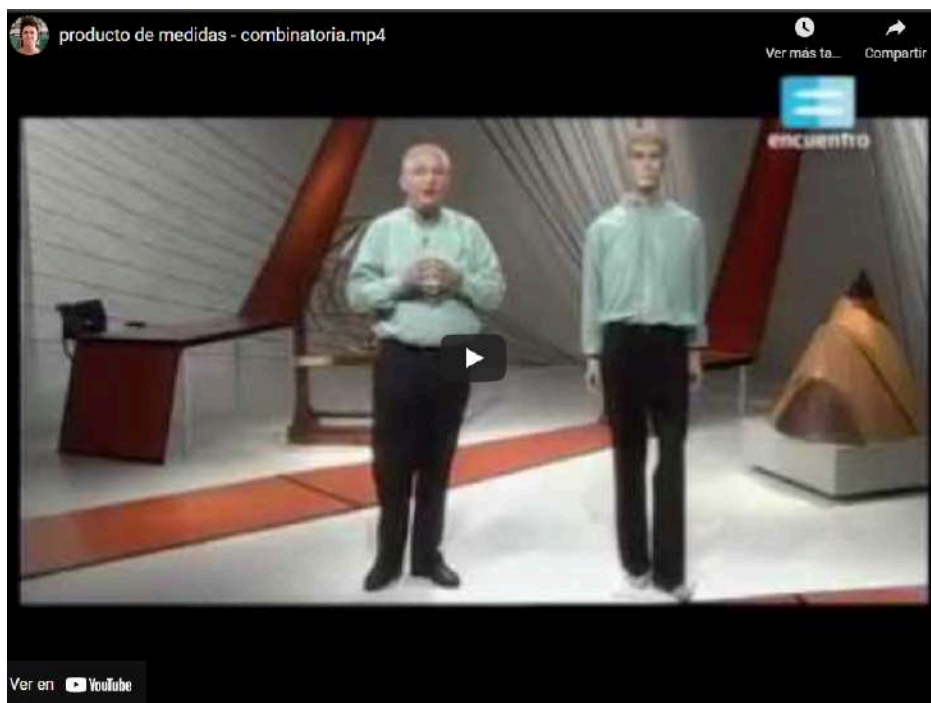 producto de medidas - combinatoria.mp4
Ver más ta...
Compartir
encuentro
Ver en YouTube